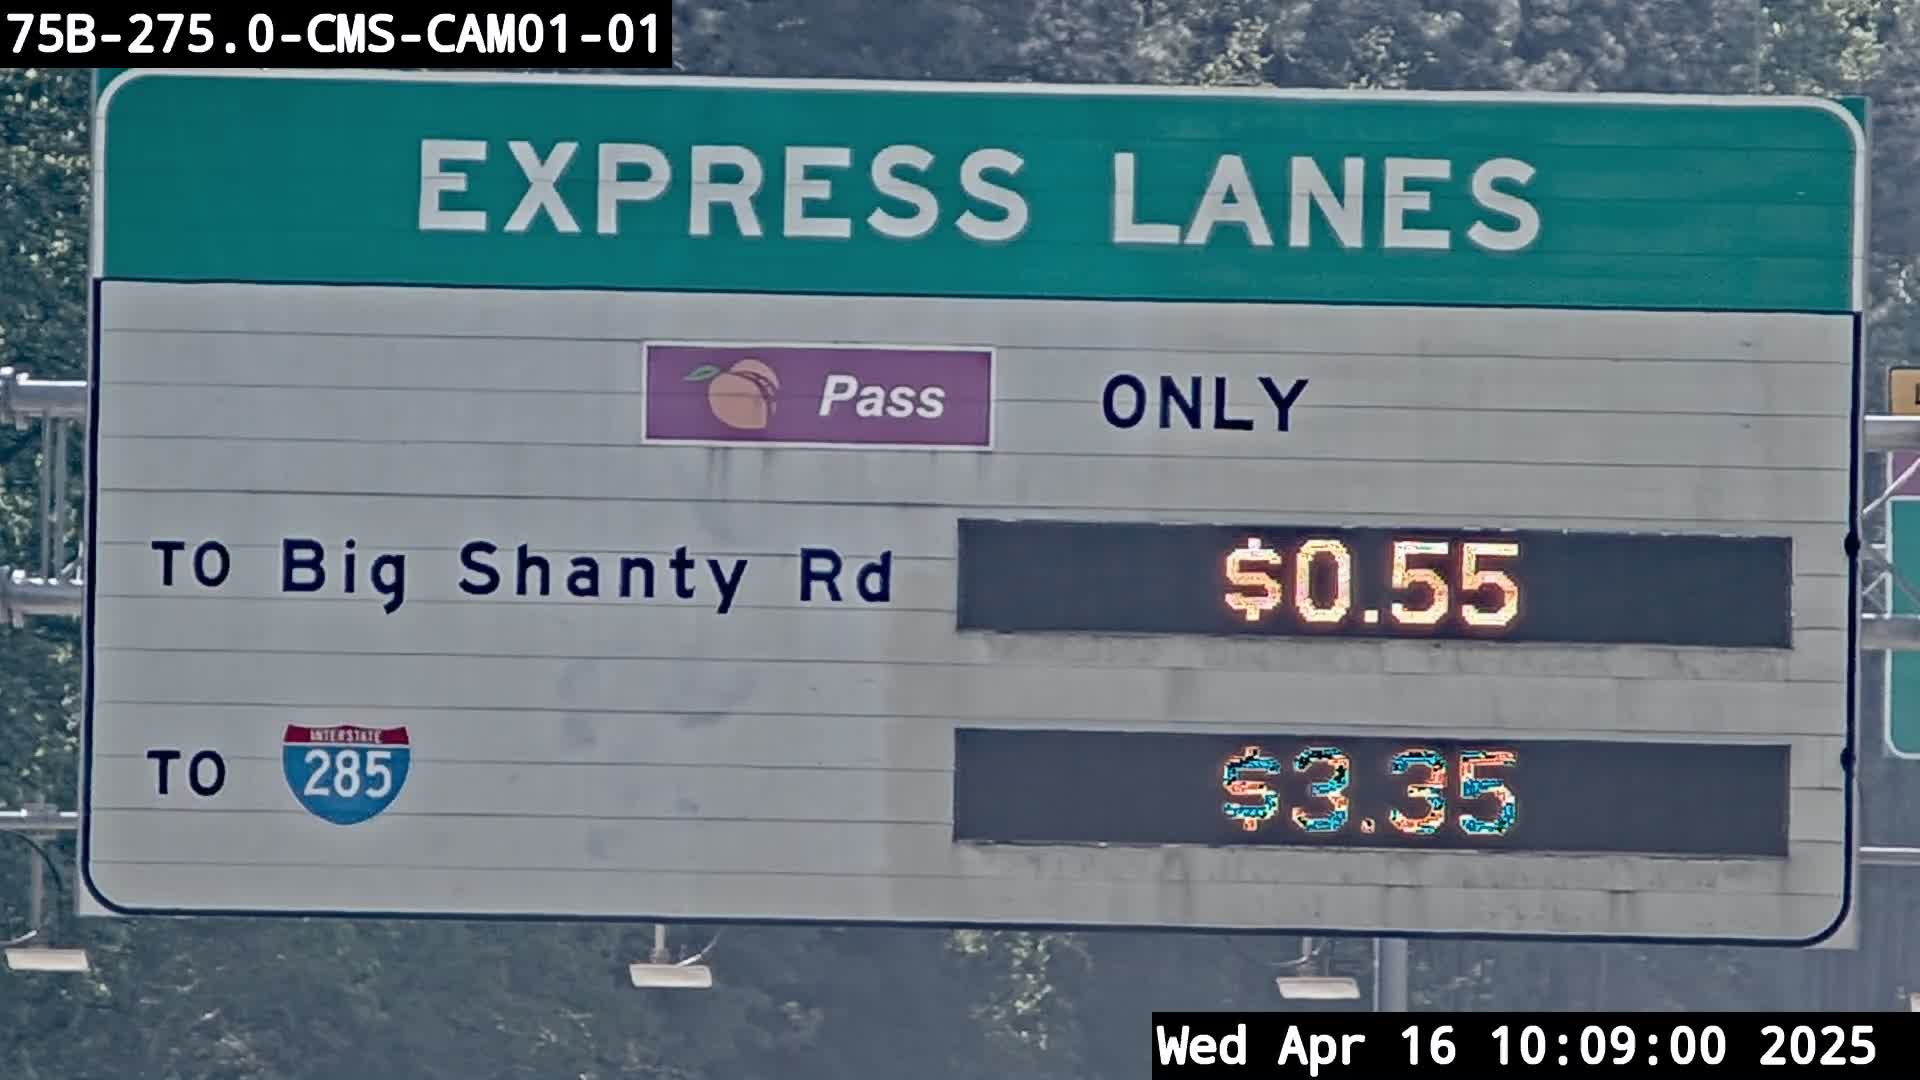 75B-275.0-CMS-CAM01-01
EXPRESS LANES
Pass ONLY
TO Big Shanty Rd $0.55
INTERSTATE
TO 285 $3.35
Wed Apr 16 10:09:00 2025